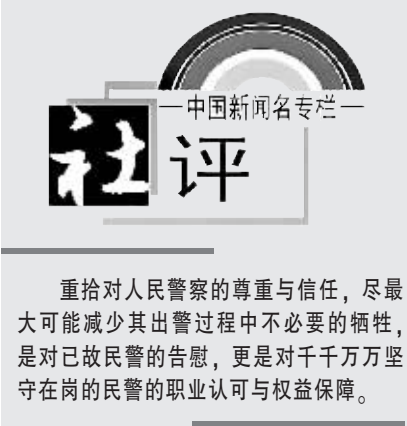 —中国新闻名专栏—
社评
重拾对人民警察的尊重与信任，尽最
大可能减少其出警过程中不必要的牺牲，
是对已故民警的告慰，更是对千千万万坚
守在岗的民警的职业认可与权益保障。